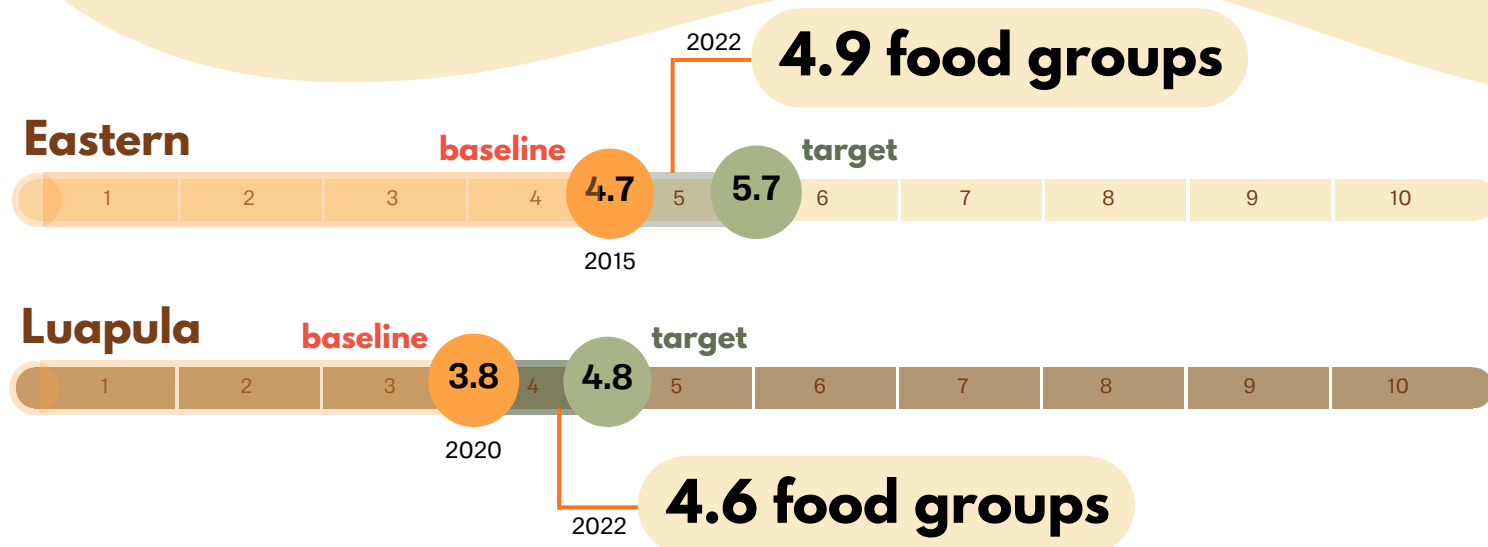 2022
4.9 food groups
Eastern
baseline
target
1 2 3 4 4.7 5 5.7 6 7 8 9 10
2015
Luapula
baseline
target
1 2 3 3.8 4 4.8 5 6 7 8 9 10
2020
4.6 food groups
2022